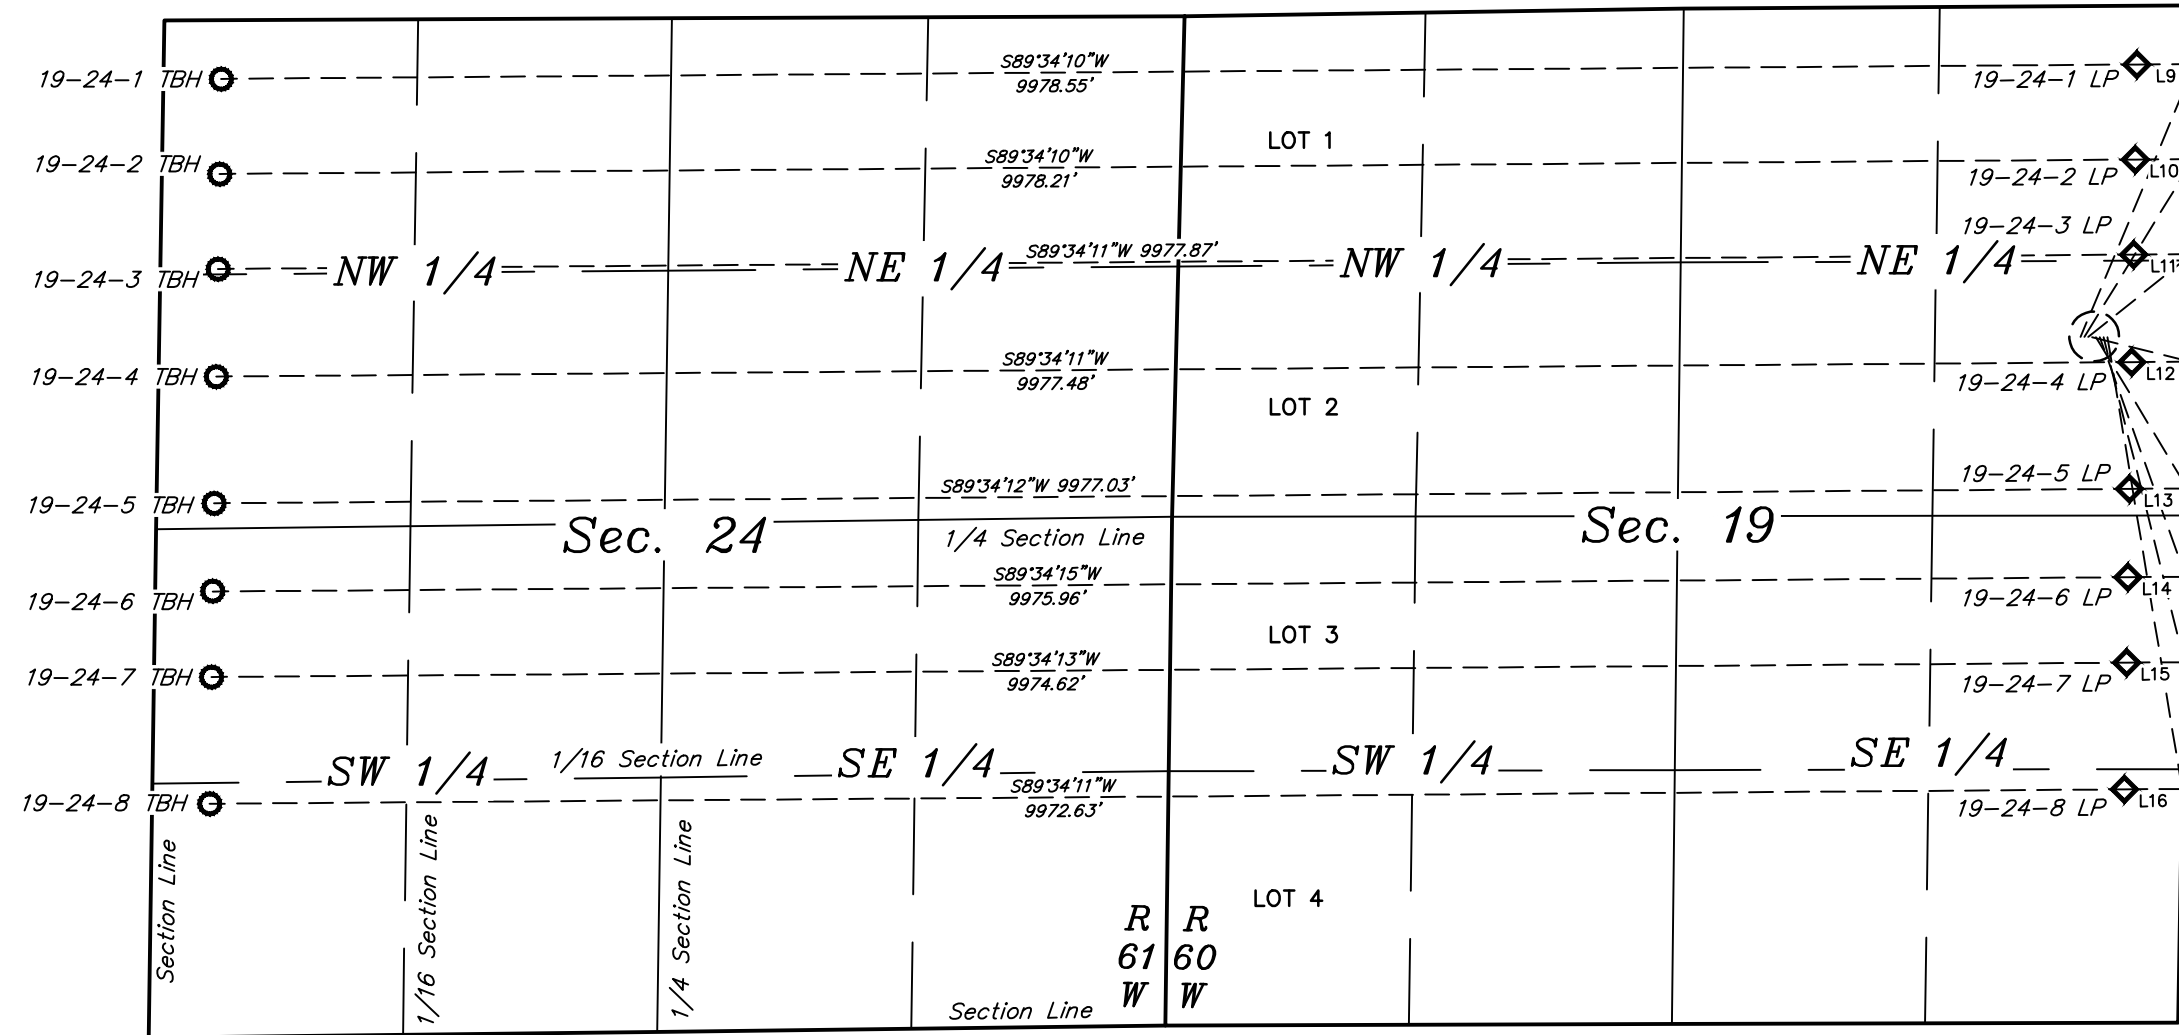 19-24-1 TBH
S89°34'10"W
9978.55'
19-24-1 LP
L9
LOT 1
19-24-2 TBH
S89°34'10"W
9978.21'
19-24-2 LP
L10
19-24-3 LP
19-24-3 TBH
NW 1/4
NE 1/4
S89°34'11"W 9977.87'
NW 1/4
NE 1/4
L11
19-24-4 TBH
S89°34'11"W
9977.48'
19-24-4 LP
L12
LOT 2
19-24-5 TBH
S89°34'12"W 9977.03'
19-24-5 LP
L13
Sec. 24
1/4 Section Line
Sec. 19
19-24-6 TBH
S89°34'15"W
9975.96'
19-24-6 LP
L14
LOT 3
19-24-7 TBH
S89°34'13"W
9974.62'
19-24-7 LP
L15
SW 1/4
1/16 Section Line
SE 1/4
SW 1/4
SE 1/4
19-24-8 TBH
S89°34'11"W
9972.63'
19-24-8 LP
L16
Section Line
1/16 Section Line
1/4 Section Line
LOT 4
R R
61 60
W W
Section Line